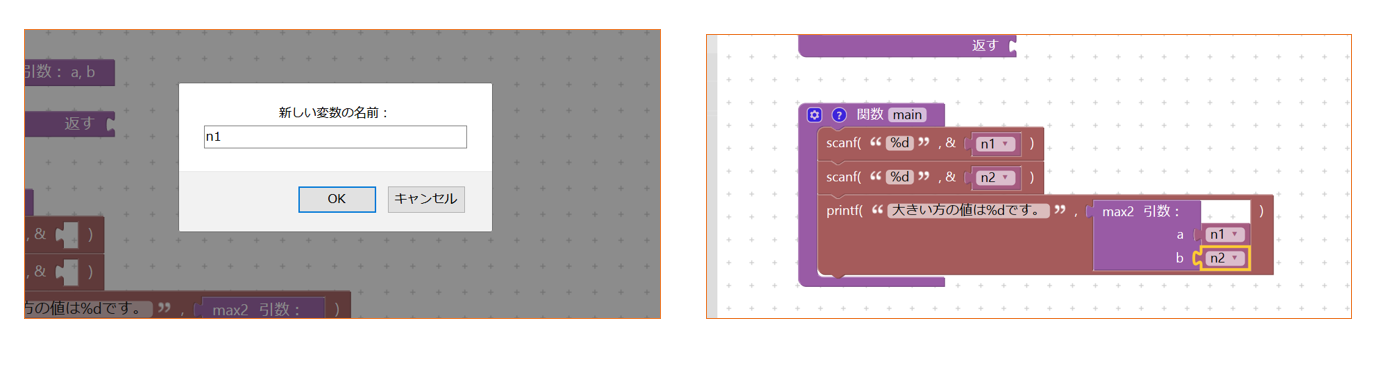 引数： a, b
返す
新しい変数の名前：
n1
OK
キャンセル
, & )
, & )
方の値は%dです。 ” , max2 引数： )
返す
? 関数 main
scanf( “ %d ” , & n1 )
scanf( “ %d ” , & n2 )
printf( “ 大きい方の値は%dです。 ” , max2 引数： )
a n1
b n2